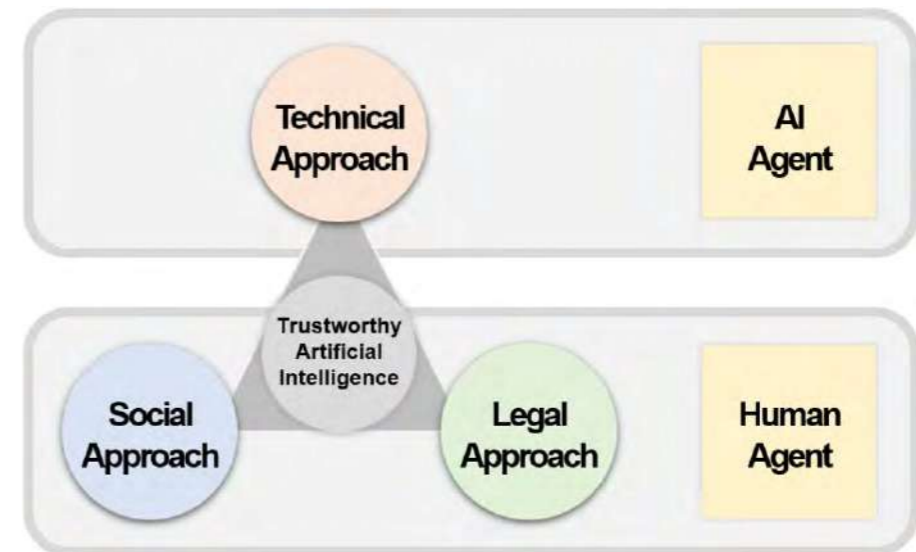 Technical
Approach
AI
Agent
Trustworthy
Artificial
Intelligence
Social
Approach
Legal
Approach
Human
Agent